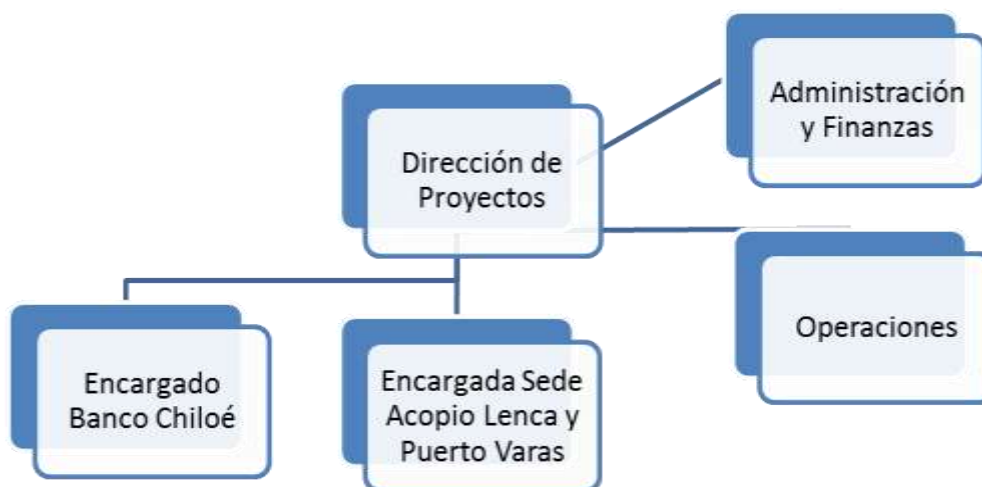 Administración
y Finanzas
Dirección de
Proyectos
Operaciones
Encargado
Banco Chiloé
Encargada Sede
Acopio Lenca y
Puerto Varas